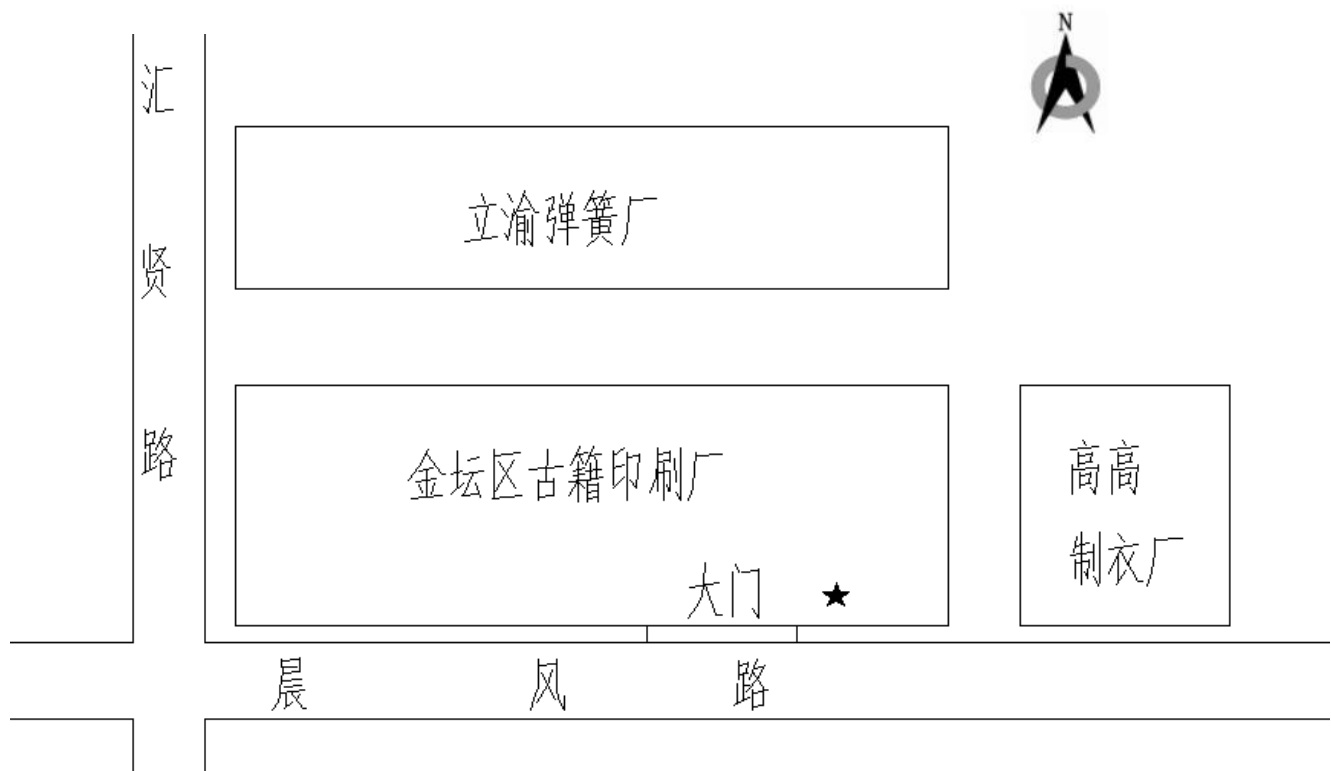 N
汇贤路
立渝弹簧厂
金坛区古籍印刷厂
高高
制衣厂
大门
晨风路